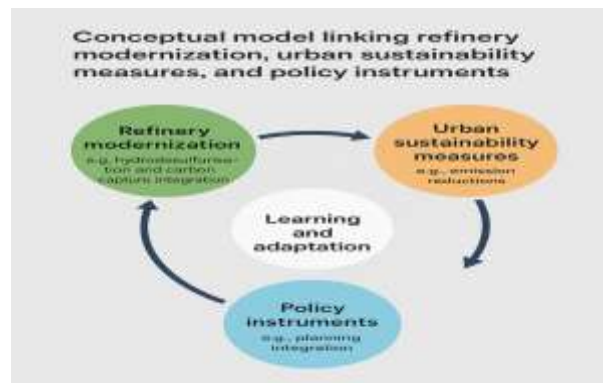 Conceptual model linking refinery
modernization, urban sustainability
measures, and policy instruments
Refinery
modernization
e.g, hydrodesulfurisa-
tion and carbon
capture integration
Urban
sustainability
measures
e.g., emission
reductions
Learning
and
adaptation
Policy
instruments
e.g., planning
integration